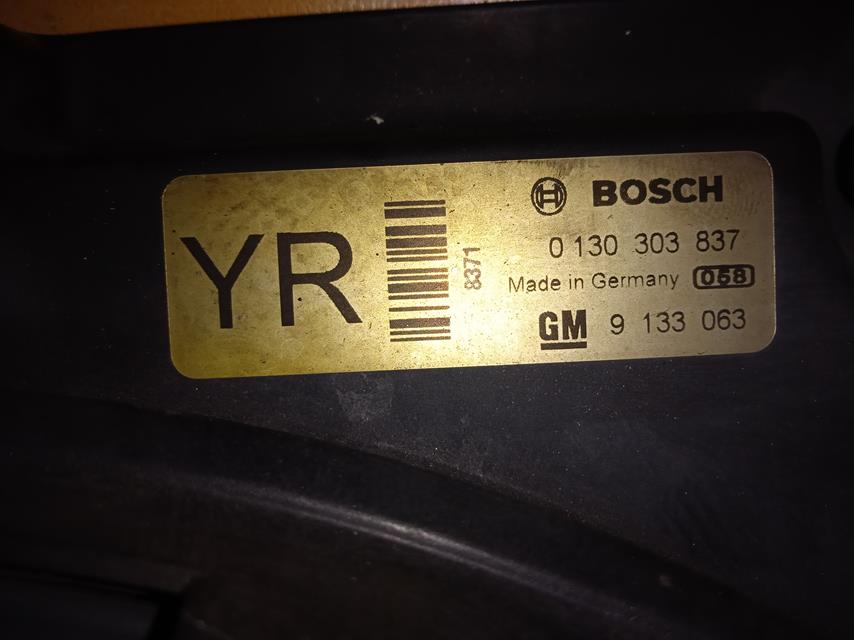 YR
8371
BOSCH
0 130 303 837
Made in Germany 058
GM 9 133 063